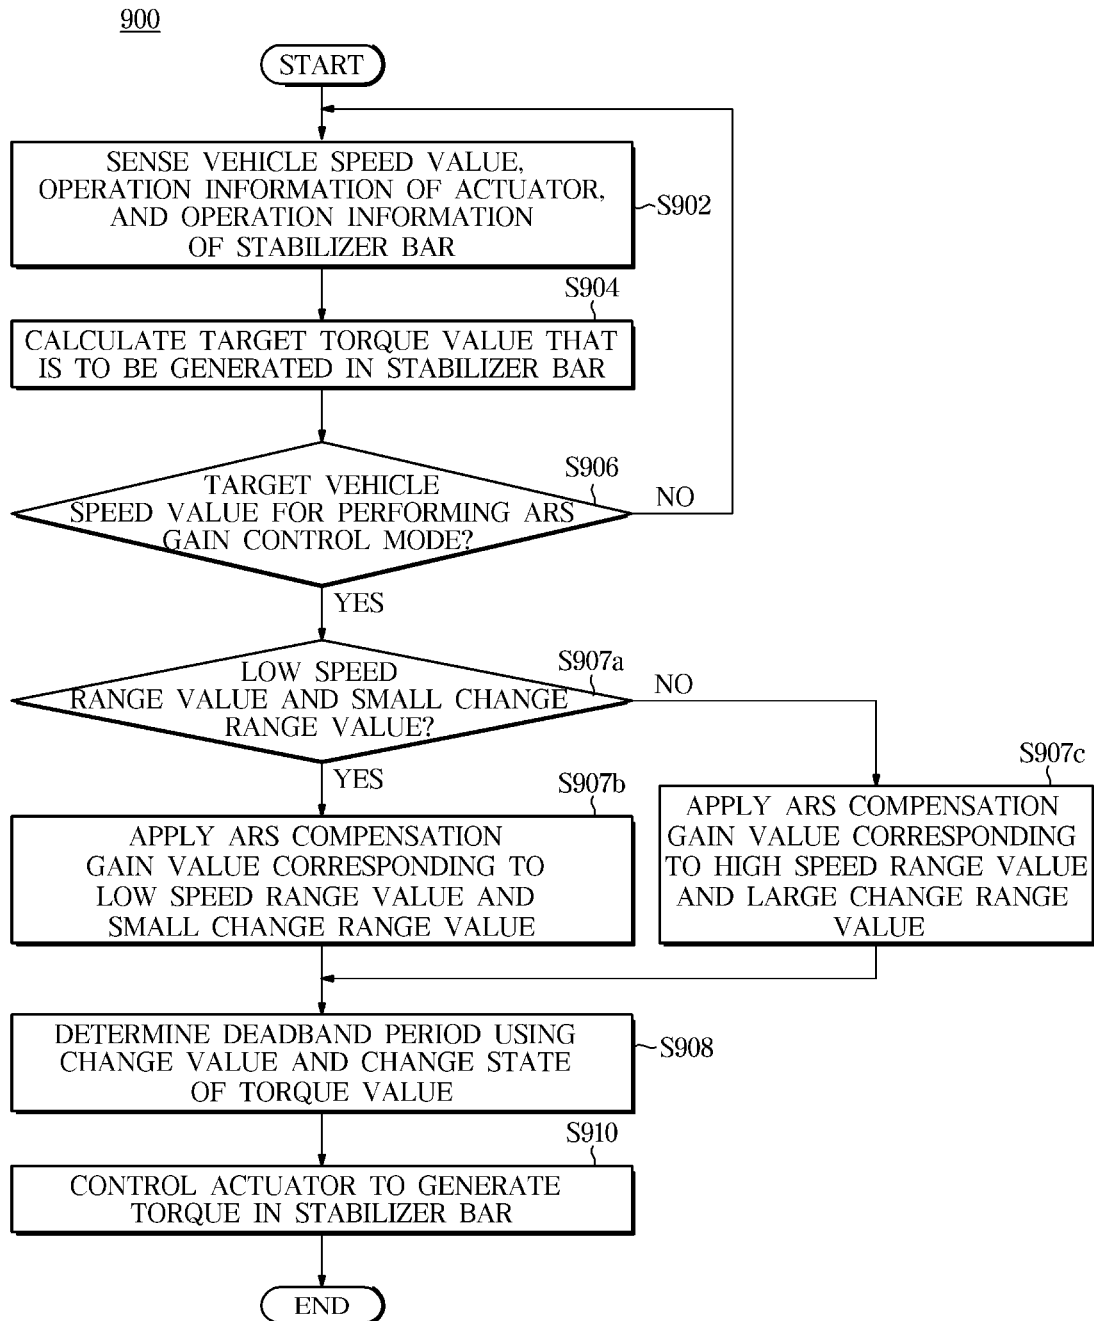 900
START
SENSE VEHICLE SPEED VALUE,
OPERATION INFORMATION OF ACTUATOR,
AND OPERATION INFORMATION
OF STABILIZER BAR
S902
S904
CALCULATE TARGET TORQUE VALUE THAT
IS TO BE GENERATED IN STABILIZER BAR
S906
TARGET VEHICLE
SPEED VALUE FOR PERFORMING ARS
GAIN CONTROL MODE?
NO
YES
S907a
LOW SPEED
RANGE VALUE AND SMALL CHANGE
RANGE VALUE?
NO
YES
S907b
APPLY ARS COMPENSATION
GAIN VALUE CORRESPONDING TO
LOW SPEED RANGE VALUE AND
SMALL CHANGE RANGE VALUE
S907c
APPLY ARS COMPENSATION
GAIN VALUE CORRESPONDING
TO HIGH SPEED RANGE VALUE
AND LARGE CHANGE RANGE
VALUE
DETERMINE DEADBAND PERIOD USING
CHANGE VALUE AND CHANGE STATE
OF TORQUE VALUE
S908
S910
CONTROL ACTUATOR TO GENERATE
TORQUE IN STABILIZER BAR
END